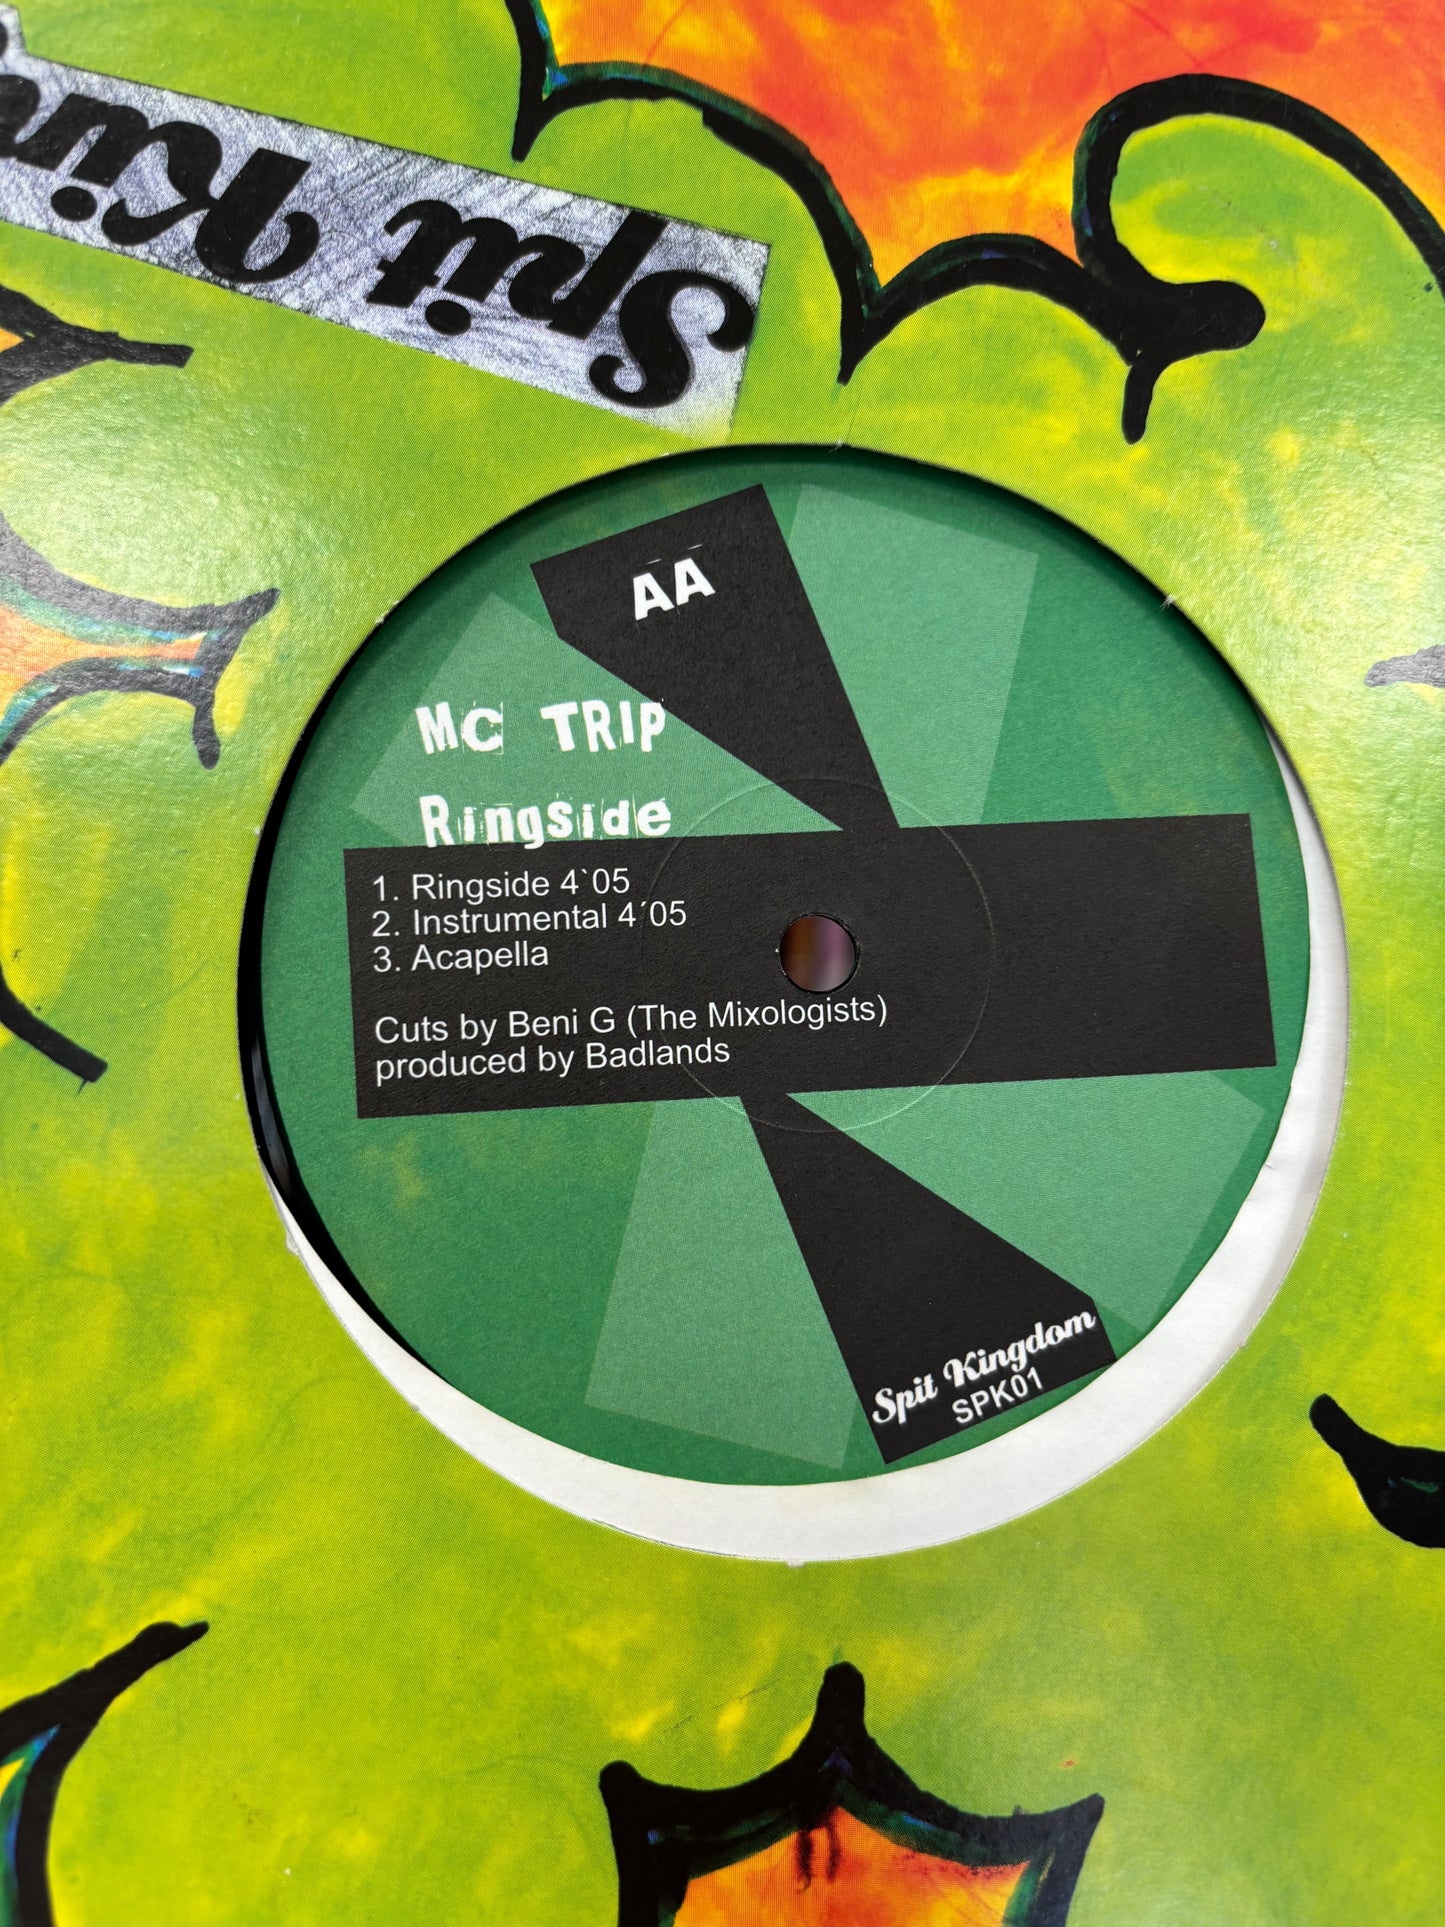 Spit Kin
AA
MC TRIP
Ringside
1. Ringside 4`05
2. Instrumental 4´05
3. Acapella
Cuts by Beni G (The Mixologists)
produced by Badlands
Spit Kingdom
SPK01